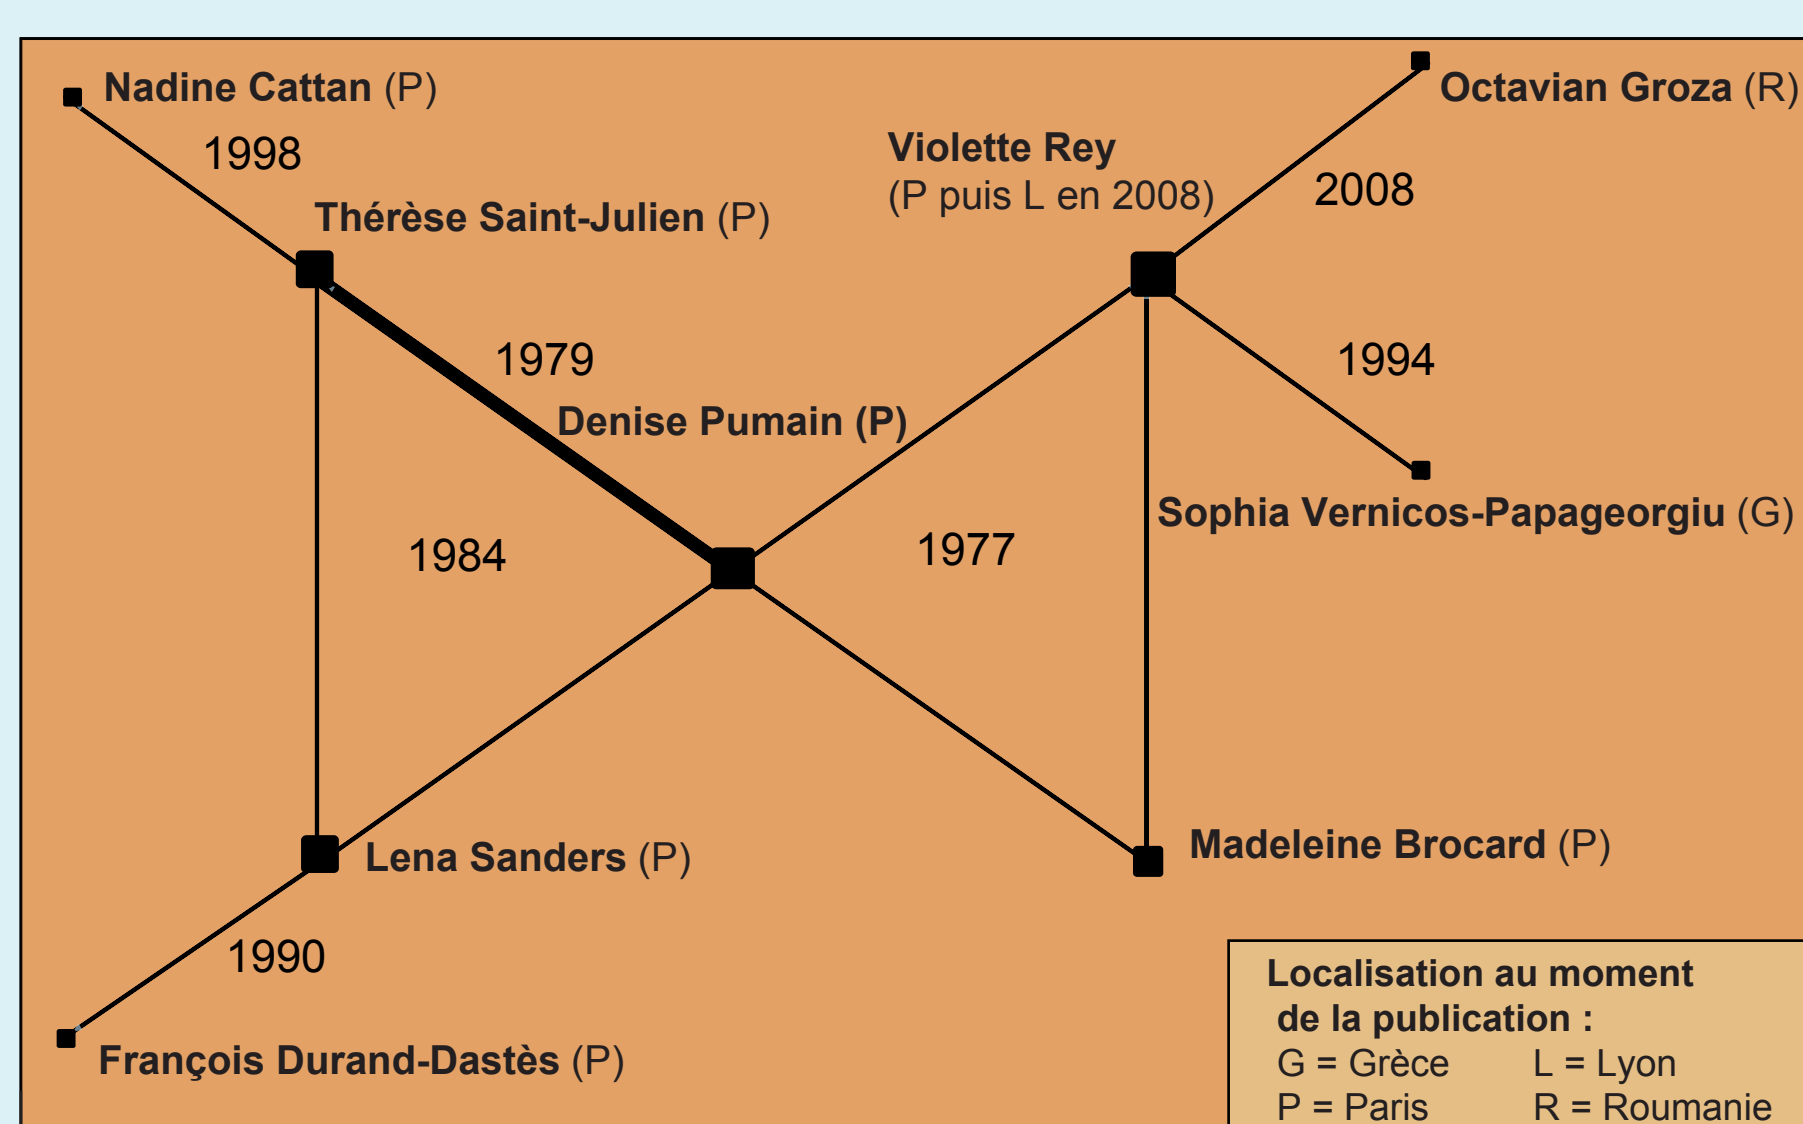 Nadine Cattan (P)
Octavian Groza (R)
1998
Violette Rey
(P puis L en 2008)
2008
Thérèse Saint-Julien (P)
1979
1994
Denise Pumain (P)
Sophia Vernicos-Papageorgiu (G)
1984
1977
Lena Sanders (P)
Madeleine Brocard (P)
1990
François Durand-Dastès (P)
Localisation au moment
de la publication :
G = Grèce L = Lyon
P = Paris R = Roumanie